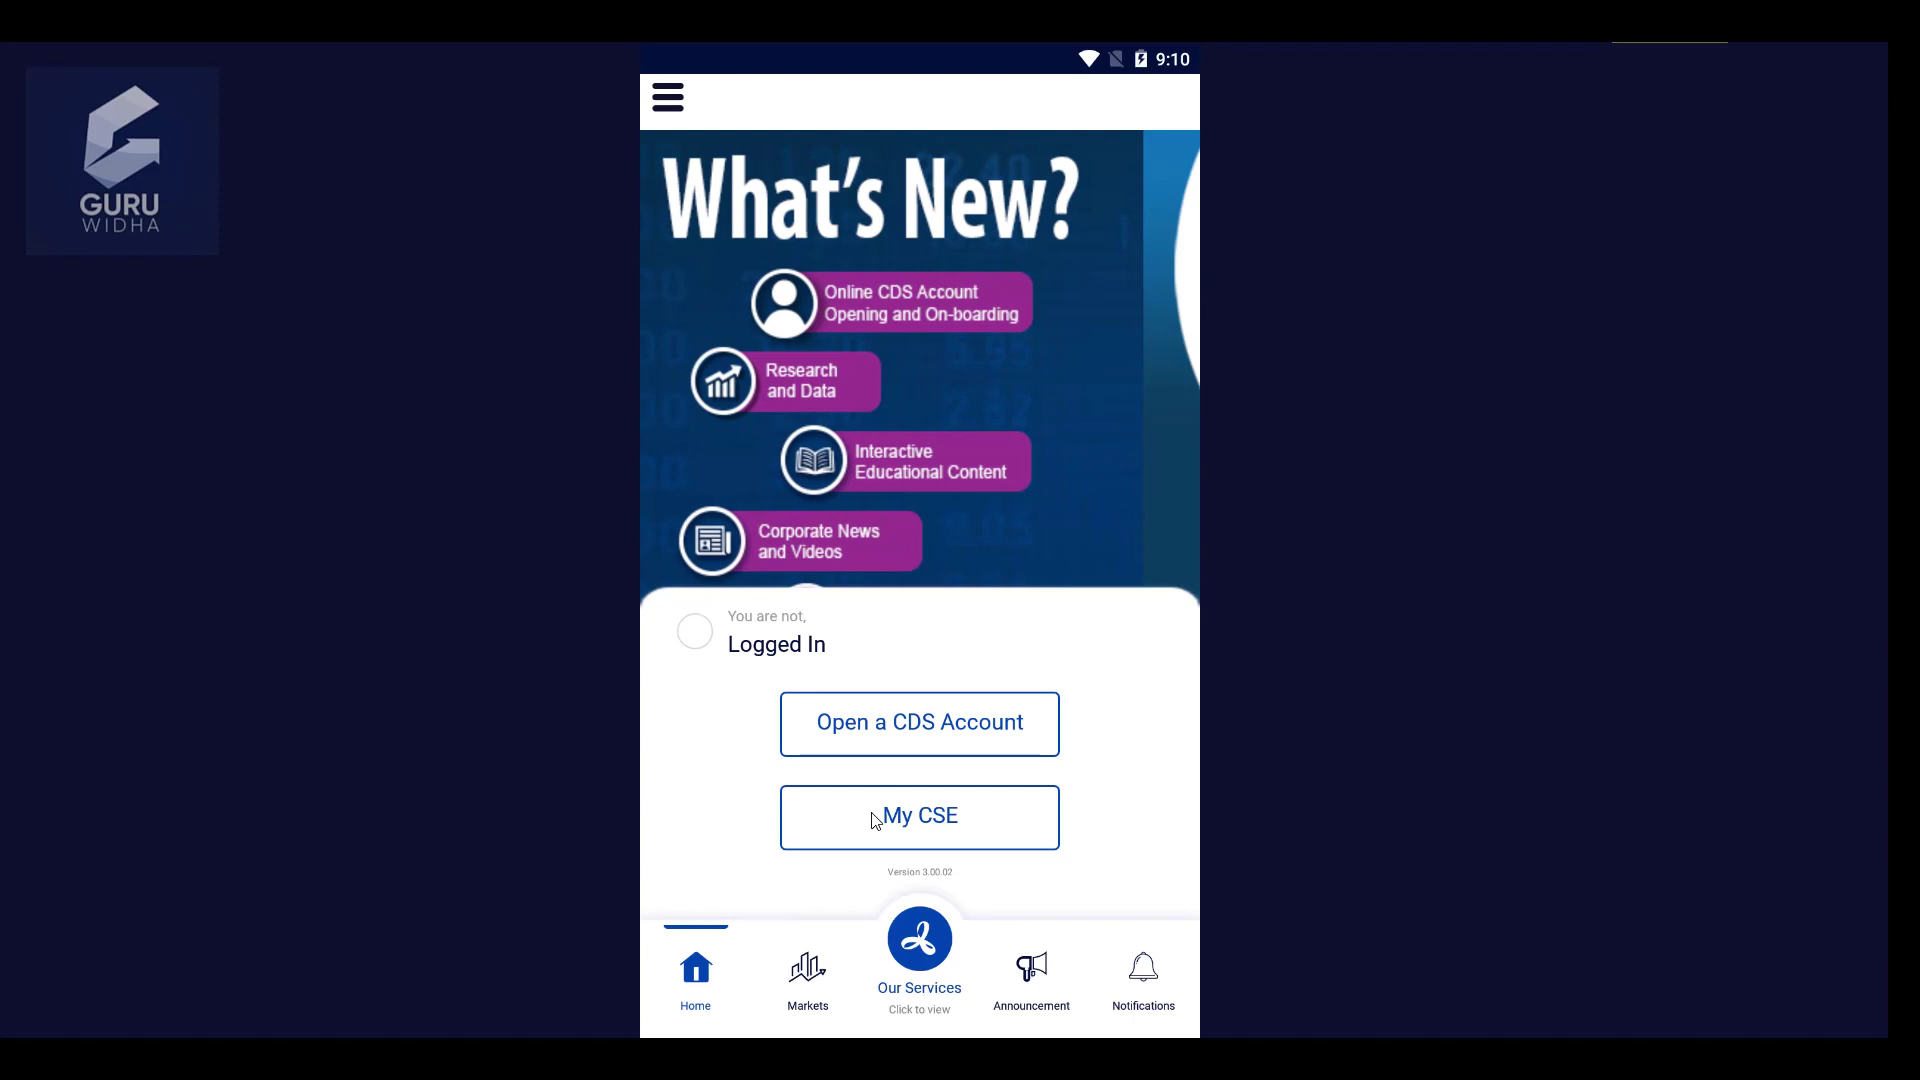 9:10
GURU
WIDHA
What's New?
Online CDS Account
Opening and On-boarding
Research
and Data
Interactive
Educational Content
Corporate News
and Videos
You are not,
Logged In
Open a CDS Account
My CSE
Version 3.00.02
Home
Markets
Our Services
Click to view
Announcement
Notifications